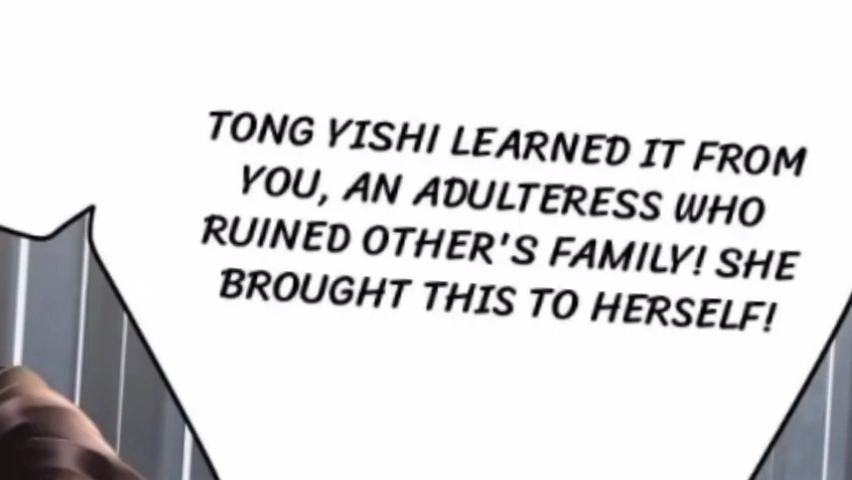 TONG YISHI LEARNED IT FROM
YOU, AN ADULTERESS WHO
RUINED OTHER'S FAMILY! SHE
BROUGHT THIS TO HERSELF!